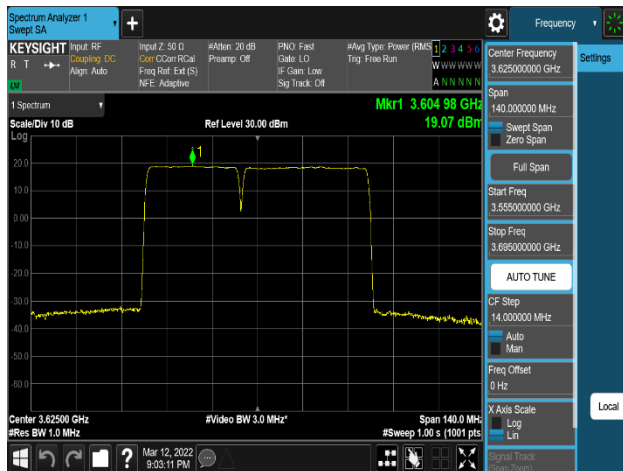 Spectrum Analyzer 1
Swept SA
Frequency
KEYSIGHT
R T
Input: RF
Coupling: DC
Align: Auto
Input Z: 50 Ω
Corr CCorr RCal
Freq Ref: Ext (S)
NFE: Adaptive
#Atten: 20 dB
Preamp: Off
PNO: Fast
Gate: LO
IF Gain: Low
Sig Track: Off
#Avg Type: Power (RMS
Trig: Free Run
1 2 3 4 5 6
W W W W W W
A N N N N N
1 Spectrum
Scale/Div 10 dB
Ref Level 30.00 dBm
Mkr1 3.604 98 GHz
19.07 dBm
Log
1
20.0
10.0
0.00
-10.0
-20.0
-30.0
-40.0
-50.0
-60.0
Center 3.62500 GHz
#Res BW 1.0 MHz
#Video BW 3.0 MHz*
Span 140.0 MHz
#Sweep 1.00 s (1001 pts)
Mar 12, 2022
9:03:11 PM
Center Frequency
3.625000000 GHz
Settings
Span
140.000000 MHz
Swept Span
Zero Span
Full Span
Start Freq
3.555000000 GHz
Stop Freq
3.695000000 GHz
AUTO TUNE
CF Step
14.000000 MHz
Auto
Man
Freq Offset
0 Hz
X Axis Scale
Log
Lin
Local
Signal Track
(Span Zoom)